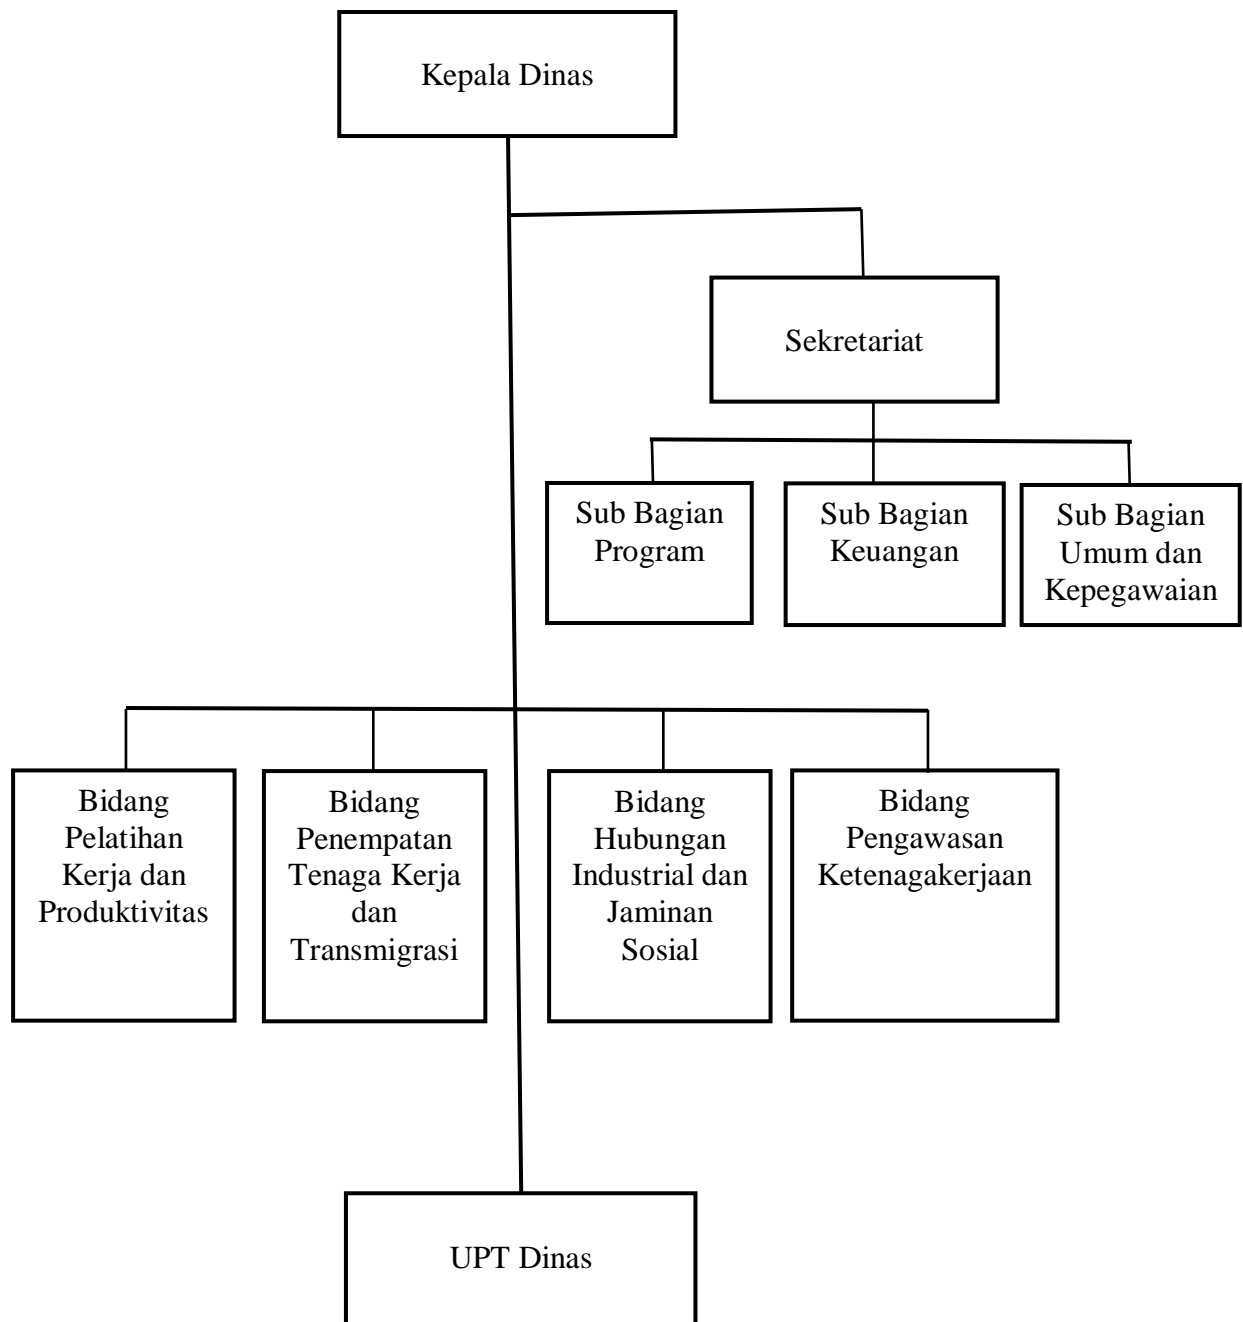 Kepala Dinas
Sekretariat
Sub Bagian
Program
Sub Bagian
Keuangan
Sub Bagian
Umum dan
Kepegawaian
Bidang
Pelatihan
Kerja dan
Produktivitas
Bidang
Penempatan
Tenaga Kerja
dan
Transmigrasi
Bidang
Hubungan
Industrial dan
Jaminan
Sosial
Bidang
Pengawasan
Ketenagakerjaan
UPT Dinas